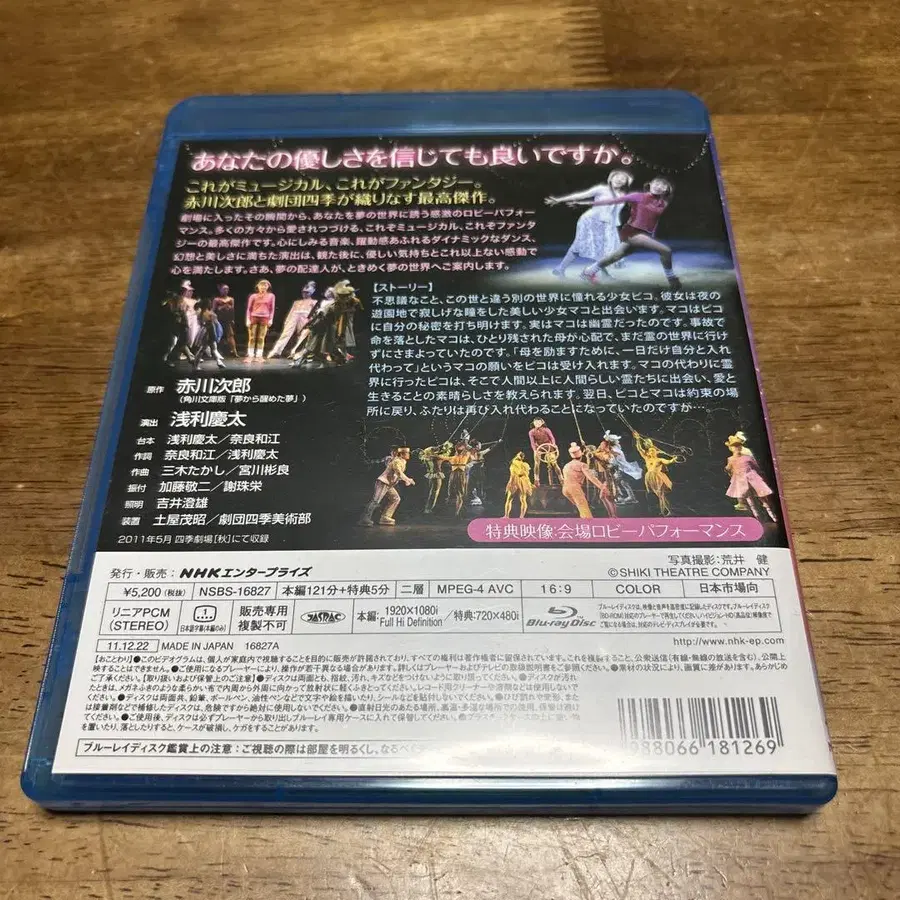 あなたの優しさを信じても良いですか。
これがミュージカル、これがファンタジー。
赤川次郎と劇団四季が織りなす最高傑作。
劇場に入ったその瞬間から、あなたを夢の世界に誘う感激のロビーパフォー
マンス。多くの方々から愛されつづける、これぞミュージカル、これぞファンタ
ジーの最高傑作です。心にしみる音楽、躍動感あふれるダイナミックなダンス、
幻想と美しさに満ちた演出は、観た後に、優しい気持ちとこれ以上ない感動で
心を満たします。さあ、夢の配達人が、ときめく夢の世界へご案内します。
【ストーリー】
不思議なこと、この世と違う別の世界に憧れる少女ピコ。彼女は夜の
遊園地で寂しげな瞳をした美しい少女マコと出会います。マコはピコ
に自分の秘密を打ち明けます。実はマコは幽霊だったのです。事故で
命を落としたマコは、ひとり残された母が心配で、まだ霊の世界に行け
ずにさまよっていたのです。「母を励ますために、一日だけ自分と入れ
代わって」というマコの願いをピコは受け入れます。マコの代わりに霊
界に行ったピコは、そこで人間以上に人間らしい霊たちに出会い、愛と
生きることの素晴らしさを教えられます。翌日、ピコとマコは約束の場
所に戻り、ふたりは再び入れ代わることになっていたのですが…
原作 赤川次郎
(角川文庫版「夢から醒めた夢」)
演出 浅利慶太
台本 浅利慶太/奈良和江
作詞 奈良和江/浅利慶太
作曲 三木たかし/宮川彬良
振付 加藤敬二/謝珠栄
照明 吉井澄雄
装置 土屋茂昭/劇団四季美術部
2011年5月 四季劇場[秋]にて収録
特典映像:会場ロビーパフォーマンス
写真撮影:荒井 健
©SHIKI THEATRE COMPANY
発行・販売: NHKエンタープライズ
¥5,200(税抜) NSBS-16827 本編121分+特典5分 二層 MPEG-4 AVC 16:9 COLOR 日本市場向
リニアPCM (STEREO) 1 日本語字幕(本編のみ) 販売専用 複製不可 JASRAC 本編: 1920×1080i Full Hi Definition /特典:720×480i Blu-ray Disc
11.12.22 MADE IN JAPAN 16827A
http://www.nhk-ep.com
ブルーレイディスク鑑賞上の注意:ご視聴の際は部屋を明るくし、なるべく
988066 181269